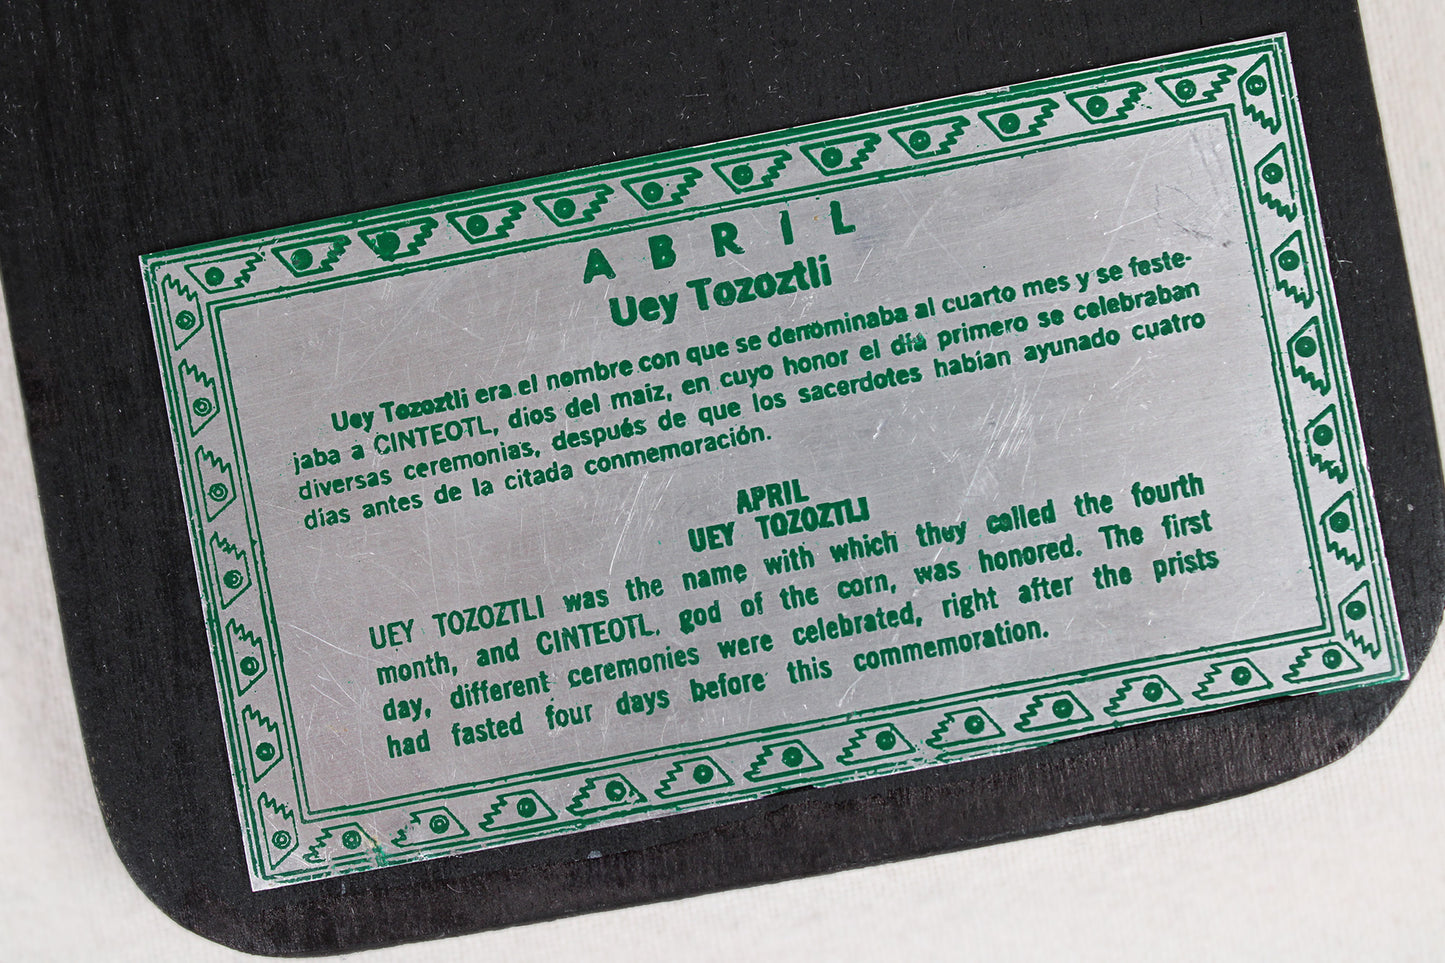 ABRIL
Uey Tozoztli
Uey Tozoztli era el nombre con que se denominaba al cuarto mes y se feste-
jaba a CINTEOTL, dios del maiz, en cuyo honor el día primero se celebraban
diversas ceremonias, después de que los sacerdotes habían ayunado cuatro
días antes de la citada conmemoración.
APRIL
UEY TOZOZTLI
UEY TOZOZTLI was the name with which they called the fourth
month, and CINTEOTL, god of the corn, was honored. The first
day, different ceremonies were celebrated, right after the prists
had fasted four days before this commemoration.